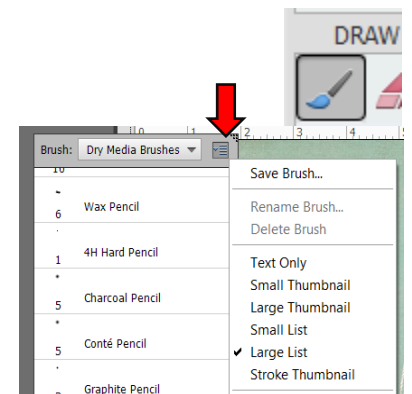 DRAW
0 1 2 3 4
Brush: Dry Media Brushes
10
Wax Pencil
6
4H Hard Pencil
1
Charcoal Pencil
5
Conté Pencil
5
Graphite Pencil
Save Brush...
Rename Brush...
Delete Brush
Text Only
Small Thumbnail
Large Thumbnail
Small List
✔ Large List
Stroke Thumbnail